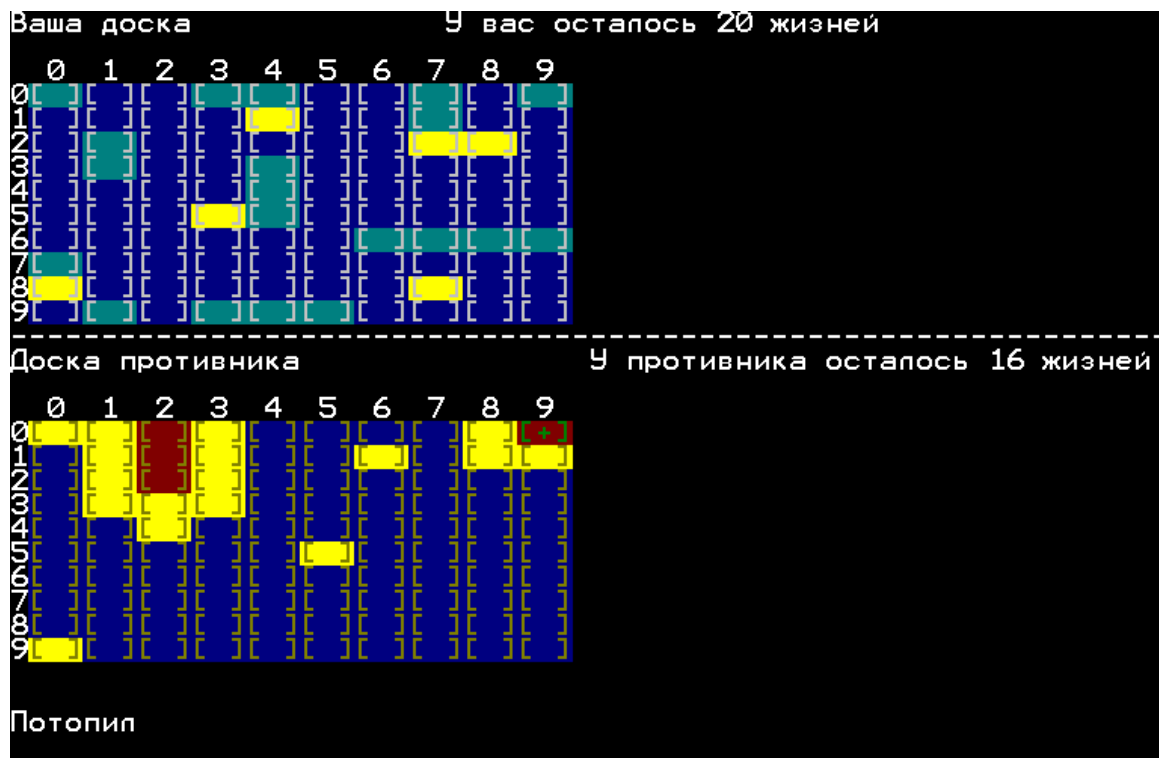 Ваша доска У вас осталось 20 жизней
0 1 2 3 4 5 6 7 8 9
0[ ][ ][ ][ ][ ][ ][ ][ ][ ][ ]
1[ ][ ][ ][ ][ ][ ][ ][ ][ ][ ]
2[ ][ ][ ][ ][ ][ ][ ][ ][ ][ ]
3[ ][ ][ ][ ][ ][ ][ ][ ][ ][ ]
4[ ][ ][ ][ ][ ][ ][ ][ ][ ][ ]
5[ ][ ][ ][ ][ ][ ][ ][ ][ ][ ]
6[ ][ ][ ][ ][ ][ ][ ][ ][ ][ ]
7[ ][ ][ ][ ][ ][ ][ ][ ][ ][ ]
8[ ][ ][ ][ ][ ][ ][ ][ ][ ][ ]
9[ ][ ][ ][ ][ ][ ][ ][ ][ ][ ]
----------------------------------------------------------------
Доска противника У противника осталось 16 жизней
0 1 2 3 4 5 6 7 8 9
0[ ][ ][ ][ ][ ][ ][ ][ ][ ][+]
1[ ][ ][ ][ ][ ][ ][ ][ ][ ][ ]
2[ ][ ][ ][ ][ ][ ][ ][ ][ ][ ]
3[ ][ ][ ][ ][ ][ ][ ][ ][ ][ ]
4[ ][ ][ ][ ][ ][ ][ ][ ][ ][ ]
5[ ][ ][ ][ ][ ][ ][ ][ ][ ][ ]
6[ ][ ][ ][ ][ ][ ][ ][ ][ ][ ]
7[ ][ ][ ][ ][ ][ ][ ][ ][ ][ ]
8[ ][ ][ ][ ][ ][ ][ ][ ][ ][ ]
9[ ][ ][ ][ ][ ][ ][ ][ ][ ][ ]
Потопил